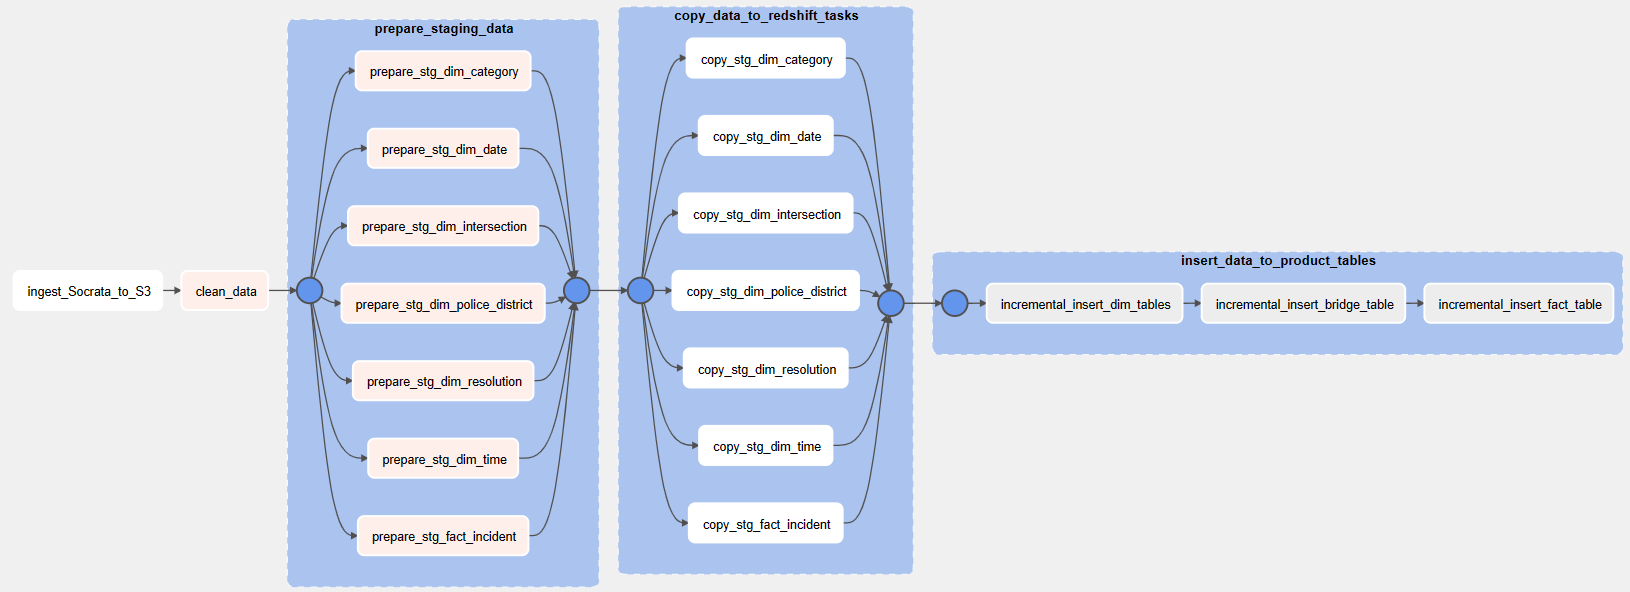 ingest_Socrata_to_S3
clean_data
prepare_staging_data
prepare_stg_dim_category
prepare_stg_dim_date
prepare_stg_dim_intersection
prepare_stg_dim_police_district
prepare_stg_dim_resolution
prepare_stg_dim_time
prepare_stg_fact_incident
copy_data_to_redshift_tasks
copy_stg_dim_category
copy_stg_dim_date
copy_stg_dim_intersection
copy_stg_dim_police_district
copy_stg_dim_resolution
copy_stg_dim_time
copy_stg_fact_incident
insert_data_to_product_tables
incremental_insert_dim_tables
incremental_insert_bridge_table
incremental_insert_fact_table